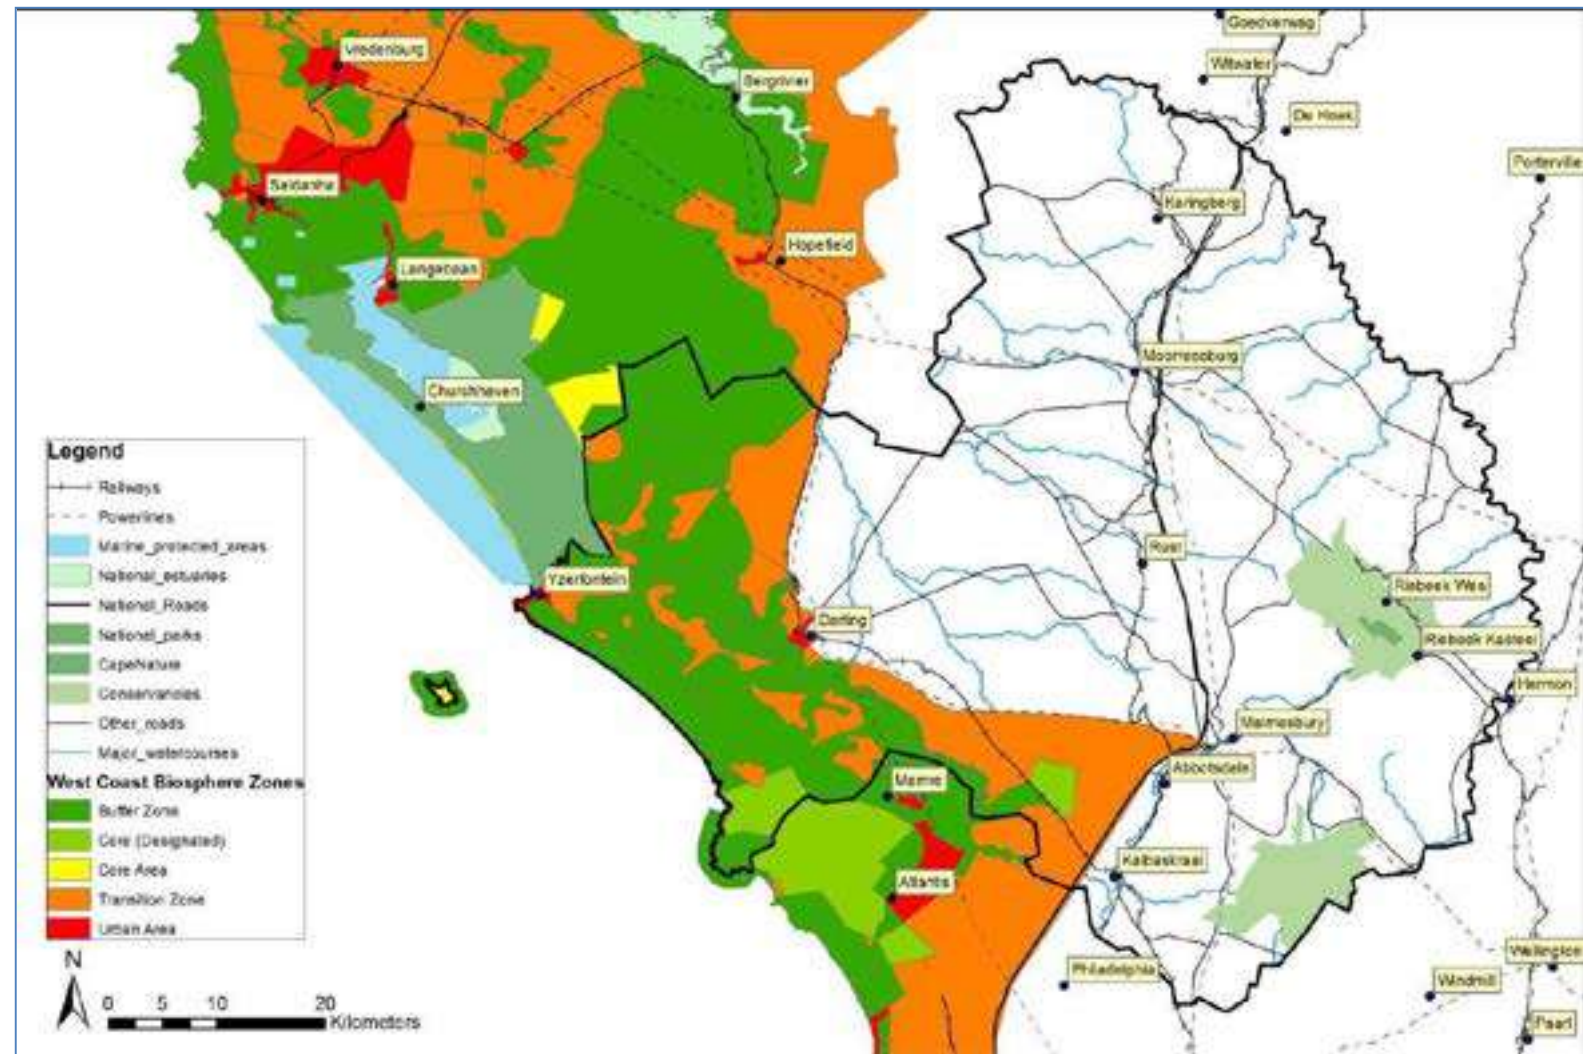 Goedverwag
Vredenburg
Witwater
Bergrivier
De Hoek
Porterville
Saldanha
Koringberg
Hopefield
Langebaan
Moorreesburg
Churchhaven
Legend
Railways
Powerlines
Marine_protected_areas
National_estuaries
National_Roads
National_parks
CapeNature
Conservancies
Other_roads
Major_watercourses
West Coast Biosphere Zones
Buffer Zone
Core (Designated)
Core Area
Transition Zone
Urban Area
Rust
Yzerfontein
Riebeek Wes
Darling
Riebeek Kasteel
Hermon
Malmesbury
Abbotsdale
Mamre
Kalbaskraal
Atlantis
Philadelphia
Wellington
Windmill
Paarl
N
0 5 10 20
Kilometers